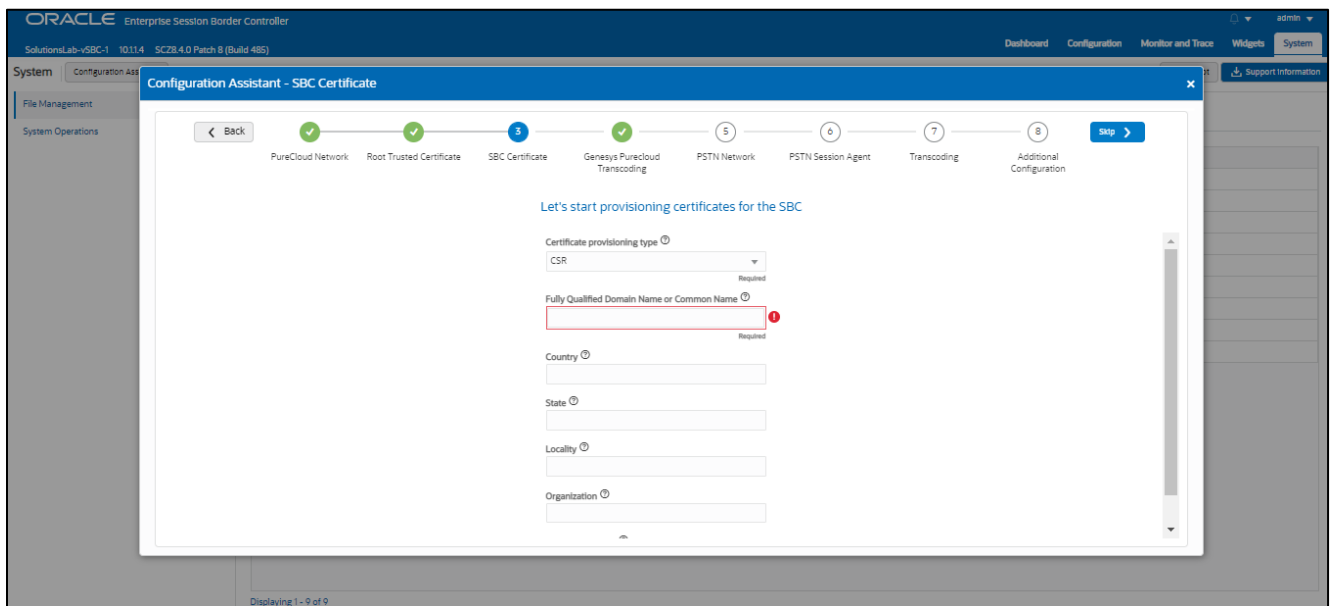 ORACLE Enterprise Session Border Controller
admin
SolutionsLab-vSBC-1 10.1.1.4 SCZ8.4.0 Patch 8 (Build 485)
Dashboard Configuration Monitor and Trace Widgets System
System
Configuration Ass
Support Information
File Management
System Operations
Configuration Assistant - SBC Certificate
Back
3 5 6 7 8
Skip
PureCloud Network Root Trusted Certificate SBC Certificate Genesys Purecloud PSTN Network PSTN Session Agent Transcoding Additional
Transcoding Configuration
Let's start provisioning certificates for the SBC
Certificate provisioning type
CSR
Required
Fully Qualified Domain Name or Common Name
Required
Country
State
Locality
Organization
Displaying 1 - 9 of 9